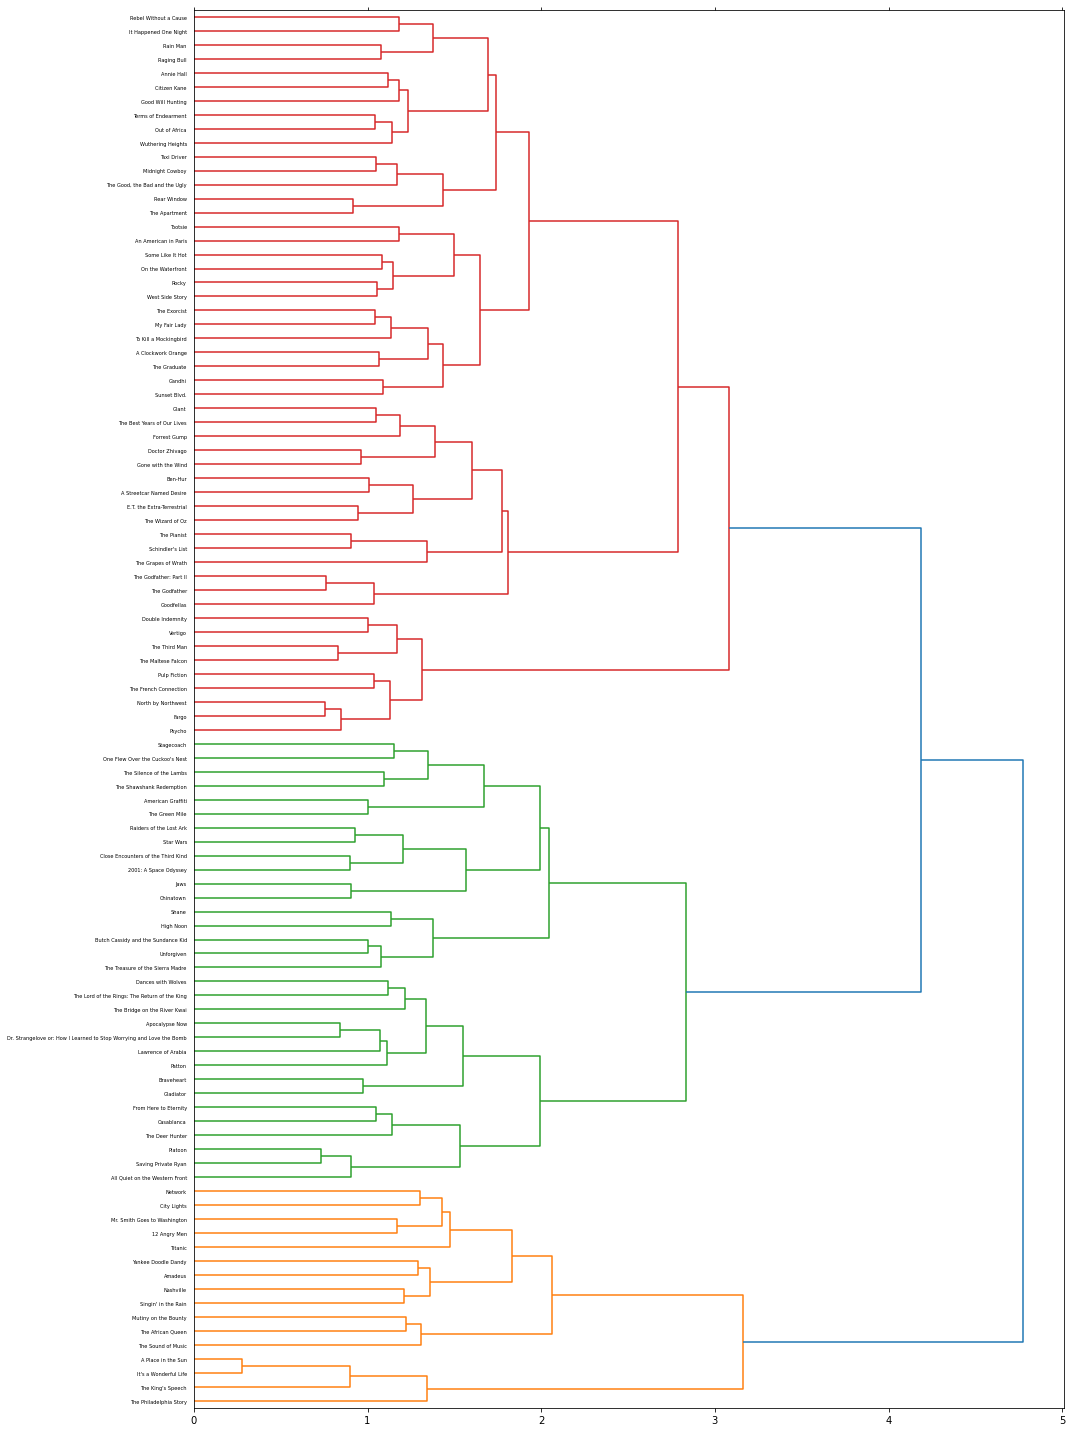 Rebel Without a Cause
It Happened One Night
Rain Man
Raging Bull
Annie Hall
Citizen Kane
Good Will Hunting
Terms of Endearment
Out of Africa
Wuthering Heights
Taxi Driver
Midnight Cowboy
The Good, the Bad and the Ugly
Rear Window
The Apartment
Tootsie
An American in Paris
Some Like It Hot
On the Waterfront
Rocky
West Side Story
The Exorcist
My Fair Lady
To Kill a Mockingbird
A Clockwork Orange
The Graduate
Gandhi
Sunset Blvd.
Giant
The Best Years of Our Lives
Forrest Gump
Doctor Zhivago
Gone with the Wind
Ben-Hur
A Streetcar Named Desire
E.T. the Extra-Terrestrial
The Wizard of Oz
The Pianist
Schindler's List
The Grapes of Wrath
The Godfather: Part II
The Godfather
Goodfellas
Double Indemnity
Vertigo
The Third Man
The Maltese Falcon
Pulp Fiction
The French Connection
North by Northwest
Fargo
Psycho
Stagecoach
One Flew Over the Cuckoo's Nest
The Silence of the Lambs
The Shawshank Redemption
American Graffiti
The Green Mile
Raiders of the Lost Ark
Star Wars
Close Encounters of the Third Kind
2001: A Space Odyssey
Jaws
Chinatown
Shane
High Noon
Butch Cassidy and the Sundance Kid
Unforgiven
The Treasure of the Sierra Madre
Dances with Wolves
The Lord of the Rings: The Return of the King
The Bridge on the River Kwai
Apocalypse Now
Dr. Strangelove or: How I Learned to Stop Worrying and Love the Bomb
Lawrence of Arabia
Patton
Braveheart
Gladiator
From Here to Eternity
Casablanca
The Deer Hunter
Platoon
Saving Private Ryan
All Quiet on the Western Front
Network
City Lights
Mr. Smith Goes to Washington
12 Angry Men
Titanic
Yankee Doodle Dandy
Amadeus
Nashville
Singin' in the Rain
Mutiny on the Bounty
The African Queen
The Sound of Music
A Place in the Sun
It's a Wonderful Life
The King's Speech
The Philadelphia Story
0 1 2 3 4 5